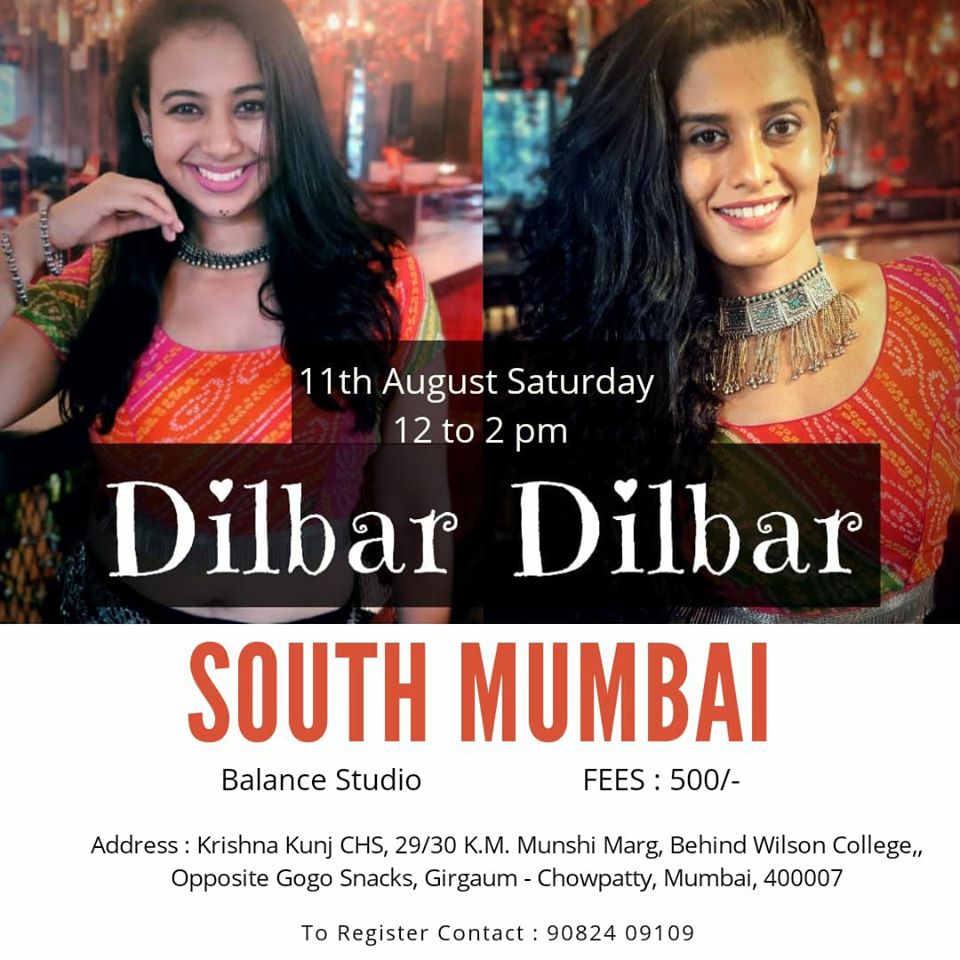 11th August Saturday
12 to 2 pm
Dilbar Dilbar
SOUTH MUMBAI
Balance Studio FEES : 500/-
Address : Krishna Kunj CHS, 29/30 K.M. Munshi Marg, Behind Wilson College,,
Opposite Gogo Snacks, Girgaum - Chowpatty, Mumbai, 400007
To Register Contact : 90824 09109